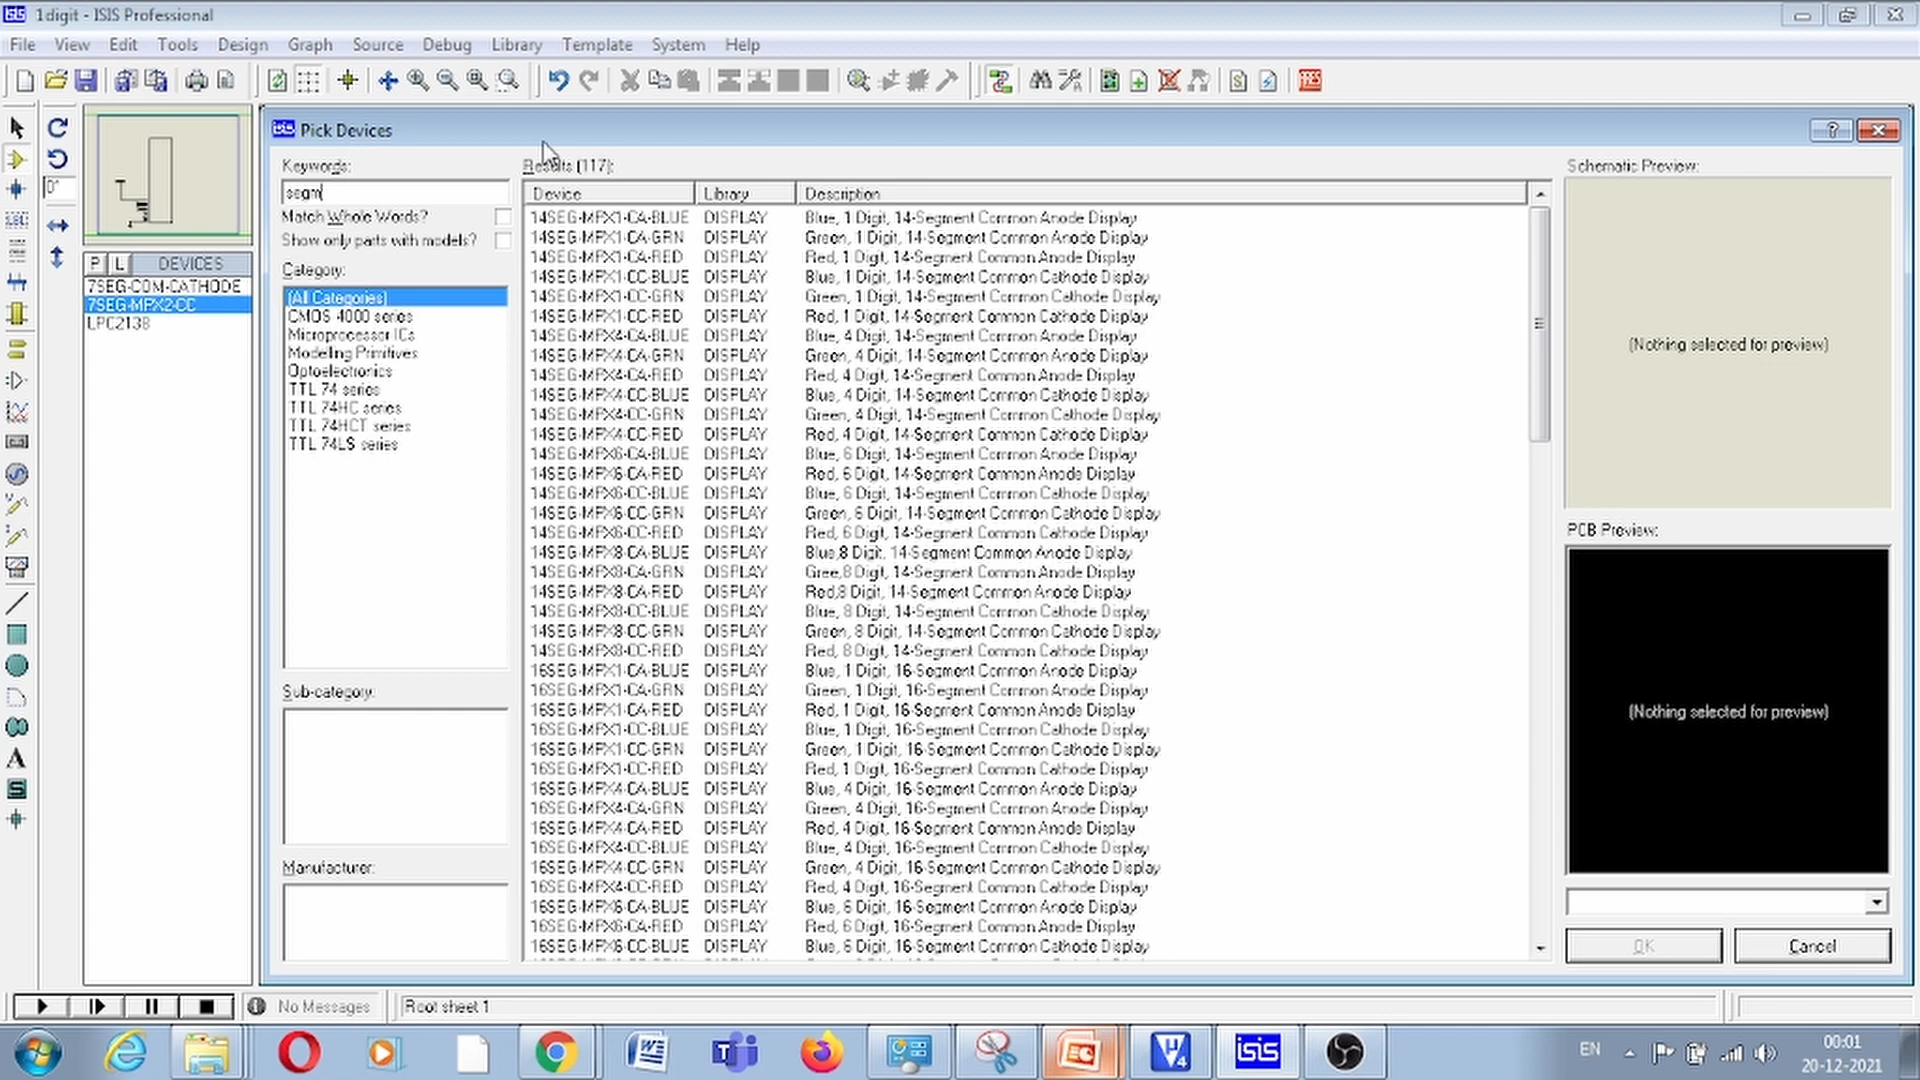 1digit - ISIS Professional
File View Edit Tools Design Graph Source Debug Library Template System Help
Pick Devices
Keywords:
segm
Match Whole Words?
Show only parts with models?
Category:
(All Categories)
CMOS 4000 series
Microprocessor ICs
Modeling Primitives
Optoelectronics
TTL 74 series
TTL 74HC series
TTL 74HCT series
TTL 74LS series
Sub-category:
Manufacturer:
P L DEVICES
7SEG-COM-CATHODE
7SEG-MPX2-CC
LPC2138
0°
Results (117):
Device Library Description
14SEG-MPX1-CA-BLUE DISPLAY Blue, 1 Digit, 14-Segment Common Anode Display
14SEG-MPX1-CA-GRN DISPLAY Green, 1 Digit, 14-Segment Common Anode Display
14SEG-MPX1-CA-RED DISPLAY Red, 1 Digit, 14-Segment Common Anode Display
14SEG-MPX1-CC-BLUE DISPLAY Blue, 1 Digit, 14-Segment Common Cathode Display
14SEG-MPX1-CC-GRN DISPLAY Green, 1 Digit, 14-Segment Common Cathode Display
14SEG-MPX1-CC-RED DISPLAY Red, 1 Digit, 14-Segment Common Cathode Display
14SEG-MPX4-CA-BLUE DISPLAY Blue, 4 Digit, 14-Segment Common Anode Display
14SEG-MPX4-CA-GRN DISPLAY Green, 4 Digit, 14-Segment Common Anode Display
14SEG-MPX4-CA-RED DISPLAY Red, 4 Digit, 14-Segment Common Anode Display
14SEG-MPX4-CC-BLUE DISPLAY Blue, 4 Digit, 14-Segment Common Cathode Display
14SEG-MPX4-CC-GRN DISPLAY Green, 4 Digit, 14-Segment Common Cathode Display
14SEG-MPX4-CC-RED DISPLAY Red, 4 Digit, 14-Segment Common Cathode Display
14SEG-MPX6-CA-BLUE DISPLAY Blue, 6 Digit, 14-Segment Common Anode Display
14SEG-MPX6-CA-RED DISPLAY Red, 6 Digit, 14-Segment Common Anode Display
14SEG-MPX6-CC-BLUE DISPLAY Blue, 6 Digit, 14-Segment Common Cathode Display
14SEG-MPX6-CC-GRN DISPLAY Green, 6 Digit, 14-Segment Common Cathode Display
14SEG-MPX6-CC-RED DISPLAY Red, 6 Digit, 14-Segment Common Cathode Display
14SEG-MPX8-CA-BLUE DISPLAY Blue,8 Digit, 14-Segment Common Anode Display
14SEG-MPX8-CA-GRN DISPLAY Gree,8 Digit, 14-Segment Common Anode Display
14SEG-MPX8-CA-RED DISPLAY Red,8 Digit, 14-Segment Common Anode Display
14SEG-MPX8-CC-BLUE DISPLAY Blue, 8 Digit, 14-Segment Common Cathode Display
14SEG-MPX8-CC-GRN DISPLAY Green, 8 Digit, 14-Segment Common Cathode Display
14SEG-MPX8-CC-RED DISPLAY Red, 8 Digit, 14-Segment Common Cathode Display
16SEG-MPX1-CA-BLUE DISPLAY Blue, 1 Digit, 16-Segment Common Anode Display
16SEG-MPX1-CA-GRN DISPLAY Green, 1 Digit, 16-Segment Common Anode Display
16SEG-MPX1-CA-RED DISPLAY Red, 1 Digit, 16-Segment Common Anode Display
16SEG-MPX1-CC-BLUE DISPLAY Blue, 1 Digit, 16-Segment Common Cathode Display
16SEG-MPX1-CC-GRN DISPLAY Green, 1 Digit, 16-Segment Common Cathode Display
16SEG-MPX1-CC-RED DISPLAY Red, 1 Digit, 16-Segment Common Cathode Display
16SEG-MPX4-CA-BLUE DISPLAY Blue, 4 Digit, 16-Segment Common Anode Display
16SEG-MPX4-CA-GRN DISPLAY Green, 4 Digit, 16-Segment Common Anode Display
16SEG-MPX4-CA-RED DISPLAY Red, 4 Digit, 16-Segment Common Anode Display
16SEG-MPX4-CC-BLUE DISPLAY Blue, 4 Digit, 16-Segment Common Cathode Display
16SEG-MPX4-CC-GRN DISPLAY Green, 4 Digit, 16-Segment Common Cathode Display
16SEG-MPX4-CC-RED DISPLAY Red, 4 Digit, 16-Segment Common Cathode Display
16SEG-MPX6-CA-BLUE DISPLAY Blue, 6 Digit, 16-Segment Common Anode Display
16SEG-MPX6-CA-RED DISPLAY Red, 6 Digit, 16-Segment Common Anode Display
16SEG-MPX6-CC-BLUE DISPLAY Blue, 6 Digit, 16-Segment Common Cathode Display
Schematic Preview:
(Nothing selected for preview)
PCB Preview:
(Nothing selected for preview)
OK Cancel
No Messages Root sheet 1
EN 00:01
20-12-2021